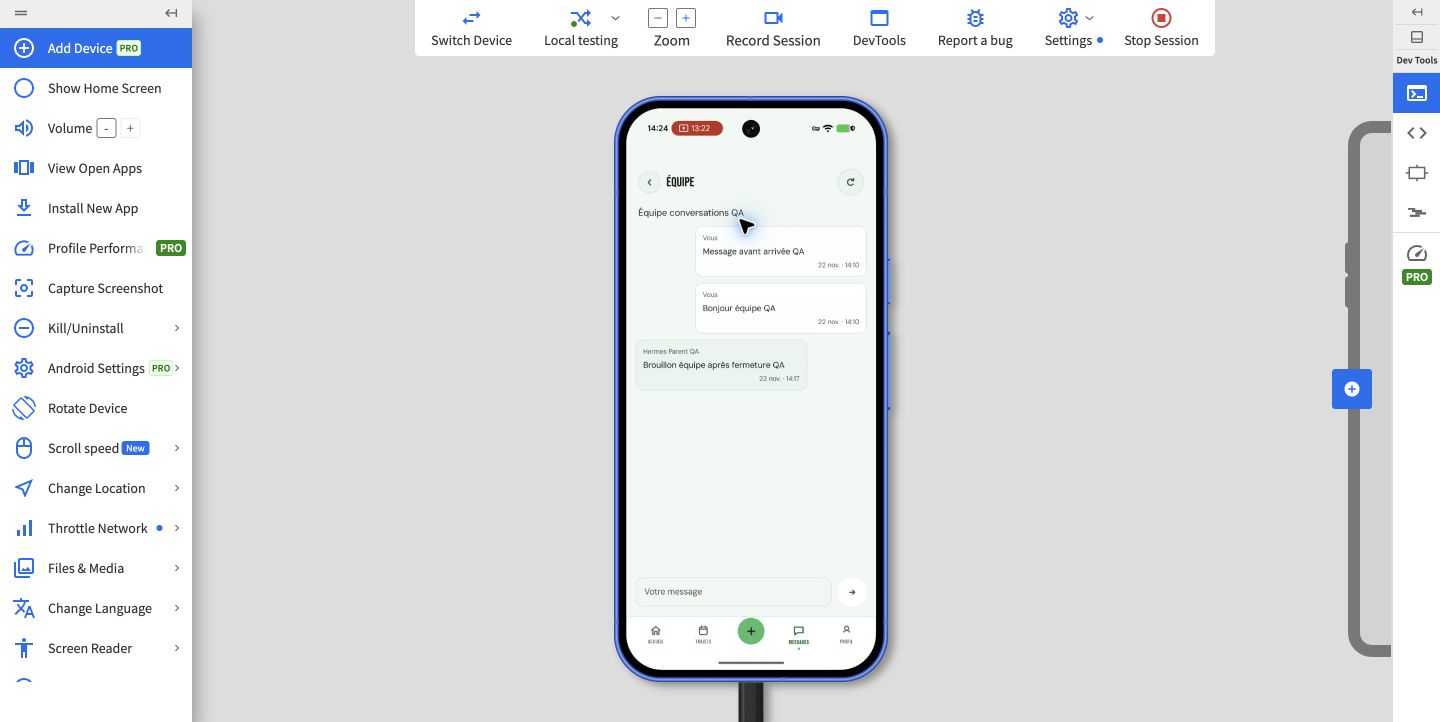 Add Device PRO
Show Home Screen
Volume - +
View Open Apps
Install New App
Profile Performa PRO
Capture Screenshot
Kill/Uninstall
Android Settings PRO
Rotate Device
Scroll speed New
Change Location
Throttle Network
Files & Media
Change Language
Screen Reader
Switch Device
Local testing
Zoom
Record Session
DevTools
Report a bug
Settings
Stop Session
14:24 13:22
ÉQUIPE
Équipe conversations QA
Vous
Message avant arrivée QA
22 nov. · 14:10
Vous
Bonjour équipe QA
22 nov. · 14:10
Hermes Parent QA
Brouillon équipe après fermeture QA
22 nov. · 14:17
Votre message
ACCUEIL
TRAJETS
MESSAGES
PROFIL
Dev Tools
PRO